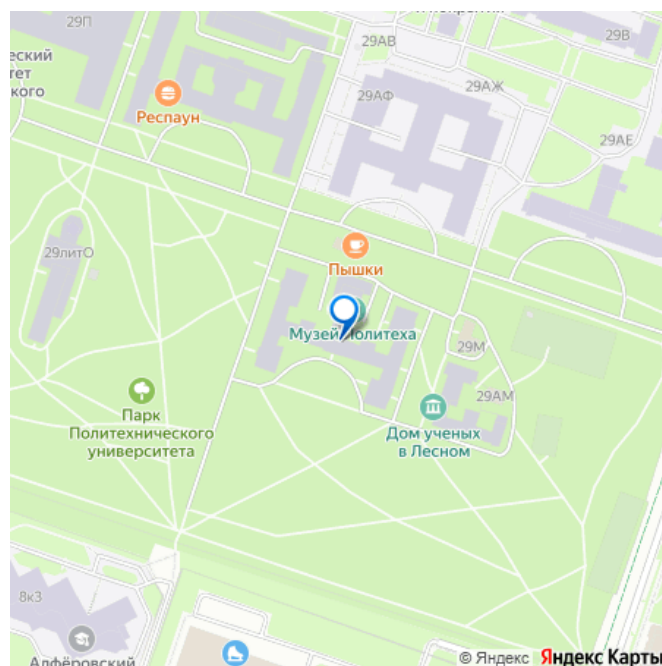 29П
29АВ
29В
еский
тет
кого
29АФ
29АЖ
Респаун
29АЕ
29литО
Пышки
Музей Политеха
29М
29АМ
Парк
Политехнического
университета
Дом ученых
в Лесном
8к3
Алфёровский
© Яндекс Яндекс Карты